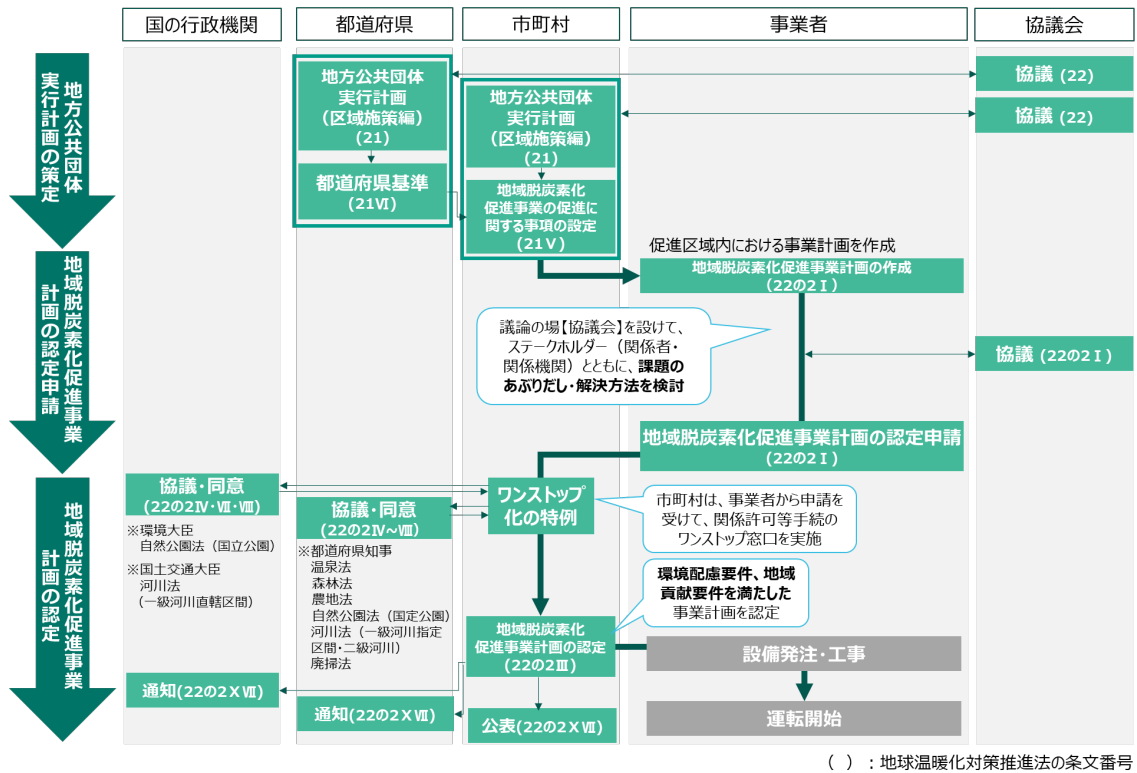 国の行政機関
都道府県
市町村
事業者
協議会
地方公共団体
実行計画の策定
地方公共団体
実行計画
（区域施策編）
(21)
都道府県基準
(21Ⅵ)
地方公共団体
実行計画
（区域施策編）
(21)
地域脱炭素化
促進事業の促進に
関する事項の設定
(21Ⅴ)
協議 (22)
協議 (22)
地域脱炭素化促進事業
計画の認定申請
促進区域内における事業計画を作成
地域脱炭素化促進事業計画の作成
(22の2Ⅰ)
議論の場【協議会】を設けて、
ステークホルダー（関係者・
関係機関）とともに、課題の
あぶりだし・解決方法を検討
協議 (22の2Ⅰ)
地域脱炭素化促進事業計画の認定申請
(22の2Ⅰ)
地域脱炭素化促進事業
計画の認定
協議・同意
(22の2Ⅳ・Ⅶ・Ⅷ)
※環境大臣
自然公園法（国立公園）
※国土交通大臣
河川法
（一級河川直轄区間）
協議・同意
(22の2Ⅳ～Ⅷ)
※都道府県知事
温泉法
森林法
農地法
自然公園法（国定公園）
河川法（一級河川指定
区間・二級河川）
廃掃法
ワンストップ
化の特例
市町村は、事業者から申請を
受けて、関係許可等手続の
ワンストップ窓口を実施
環境配慮要件、地域
貢献要件を満たした
事業計画を認定
地域脱炭素化
促進事業計画の認定
(22の2Ⅲ)
設備発注・工事
運転開始
通知(22の2ⅩⅦ)
通知(22の2ⅩⅦ)
公表(22の2ⅩⅦ)
（ ）：地球温暖化対策推進法の条文番号